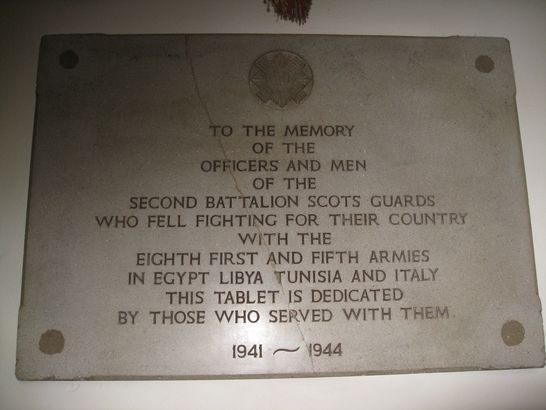 TO THE MEMORY
OF THE
OFFICERS AND MEN
OF THE
SECOND BATTALION SCOTS GUARDS
WHO FELL FIGHTING FOR THEIR COUNTRY
WITH THE
EIGHTH FIRST AND FIFTH ARMIES
IN EGYPT LIBYA TUNISIA AND ITALY
THIS TABLET IS DEDICATED
BY THOSE WHO SERVED WITH THEM.
1941 ~ 1944